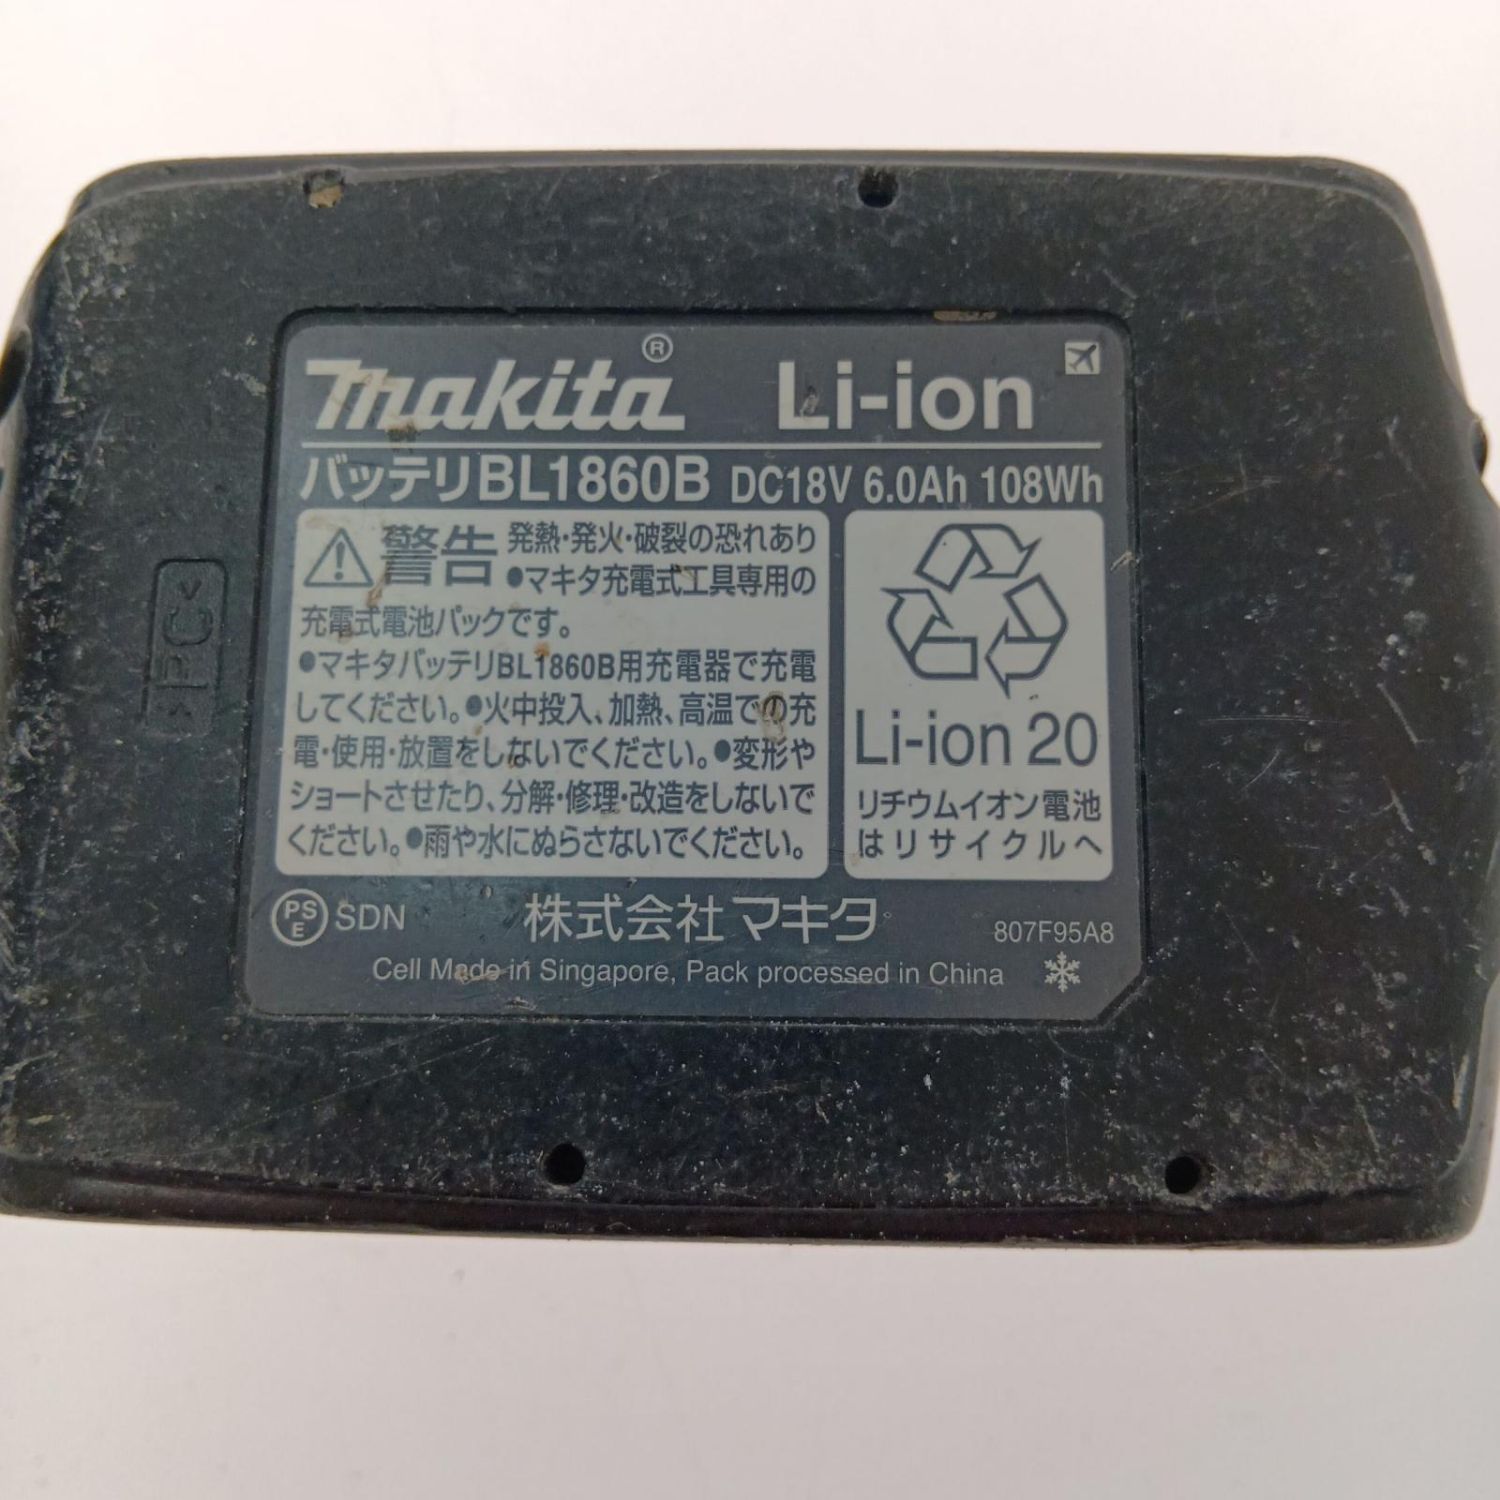 makita® Li-ion
バッテリBL1860B DC18V 6.0Ah 108Wh
警告 発熱・発火・破裂の恐れあり
●マキタ充電式工具専用の
充電式電池パックです。
●マキタバッテリBL1860B用充電器で充電
してください。●火中投入、加熱、高温での充
電・使用・放置をしないでください。●変形や
ショートさせたり、分解・修理・改造をしないで
ください。●雨や水にぬらさないでください。
Li-ion 20
リチウムイオン電池
はリサイクルへ
PSE SDN 株式会社マキタ 807F95A8
Cell Made in Singapore, Pack processed in China
>PC<